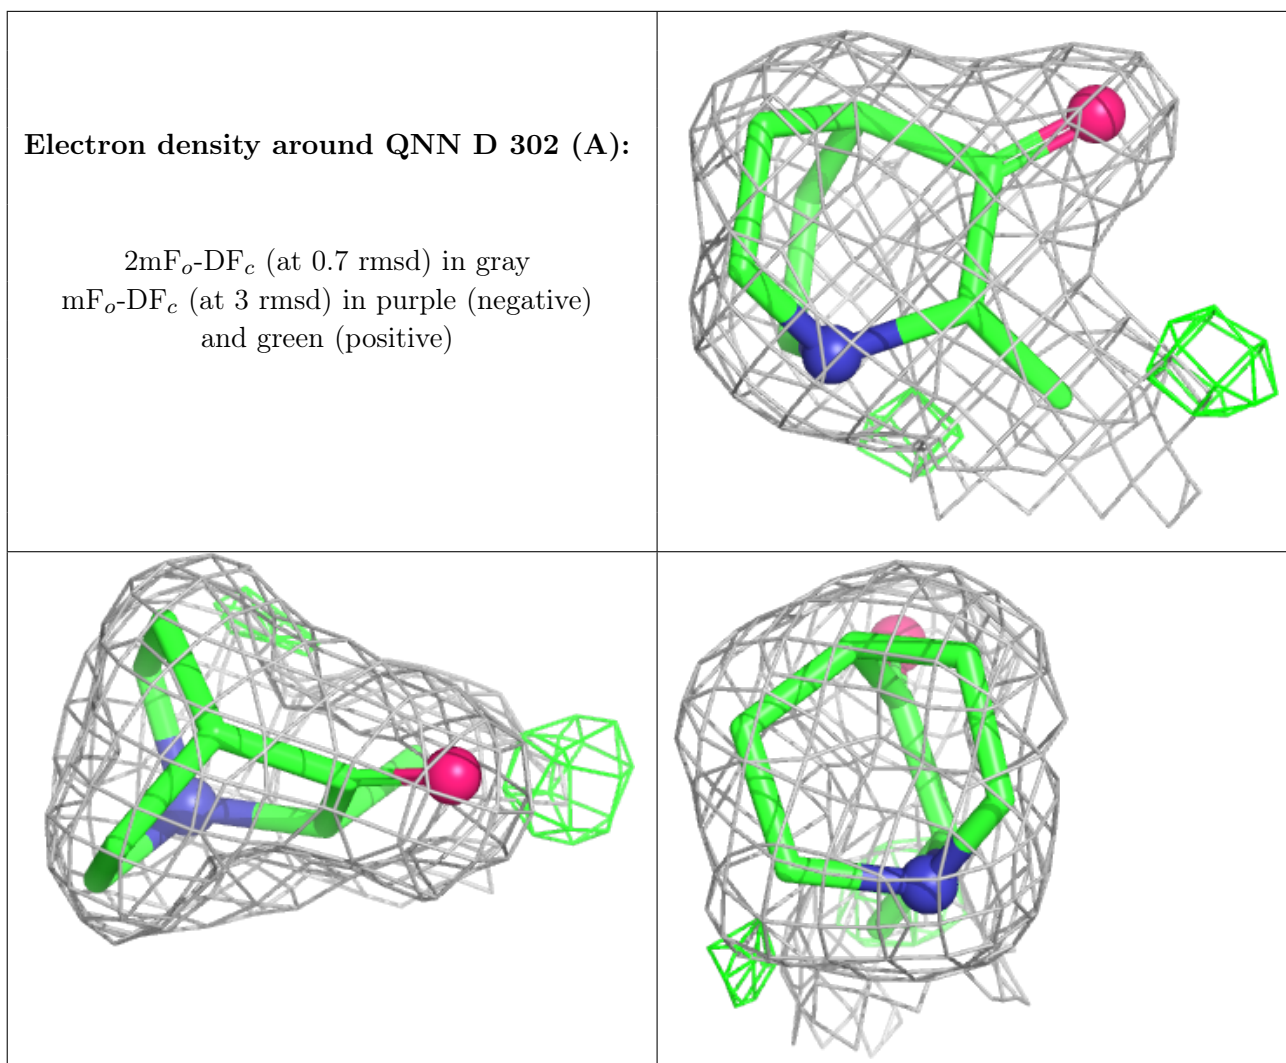 Electron density around QNN D 302 (A):
2mFo-DFc (at 0.7 rmsd) in gray
mFo-DFc (at 3 rmsd) in purple (negative)
and green (positive)